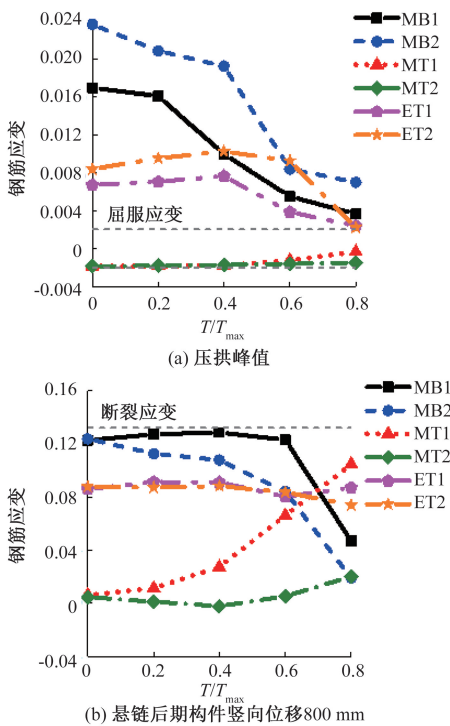 0.024
0.020
0.016
0.012
0.008
0.004
0
-0.004
钢筋应变
屈服应变
MB1
MB2
MT1
MT2
ET1
ET2
0 0.2 0.4 0.6 0.8
T/Tmax
(a) 压拱峰值
0.16
0.12
0.08
0.04
0
-0.04
钢筋应变
断裂应变
MB1
MB2
MT1
MT2
ET1
ET2
0 0.2 0.4 0.6 0.8
T/Tmax
(b) 悬链后期构件竖向位移800 mm